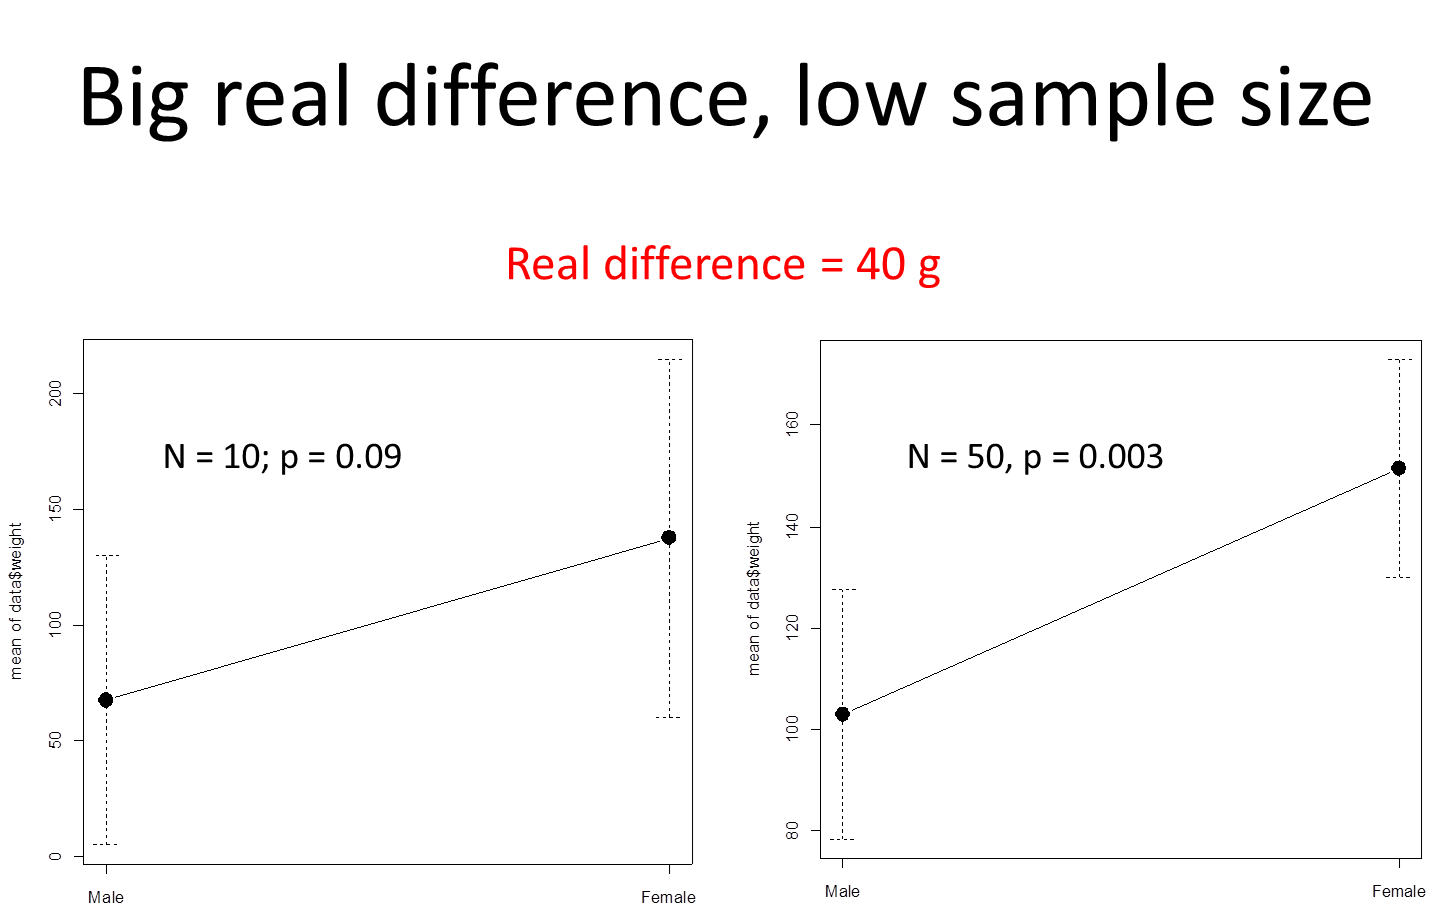 Big real difference, low sample size
Real difference = 40 g
N = 10; p = 0.09
mean of data$weight
200
150
100
50
0
Male
Female
N = 50, p = 0.003
mean of data$weight
160
140
120
100
80
Male
Female